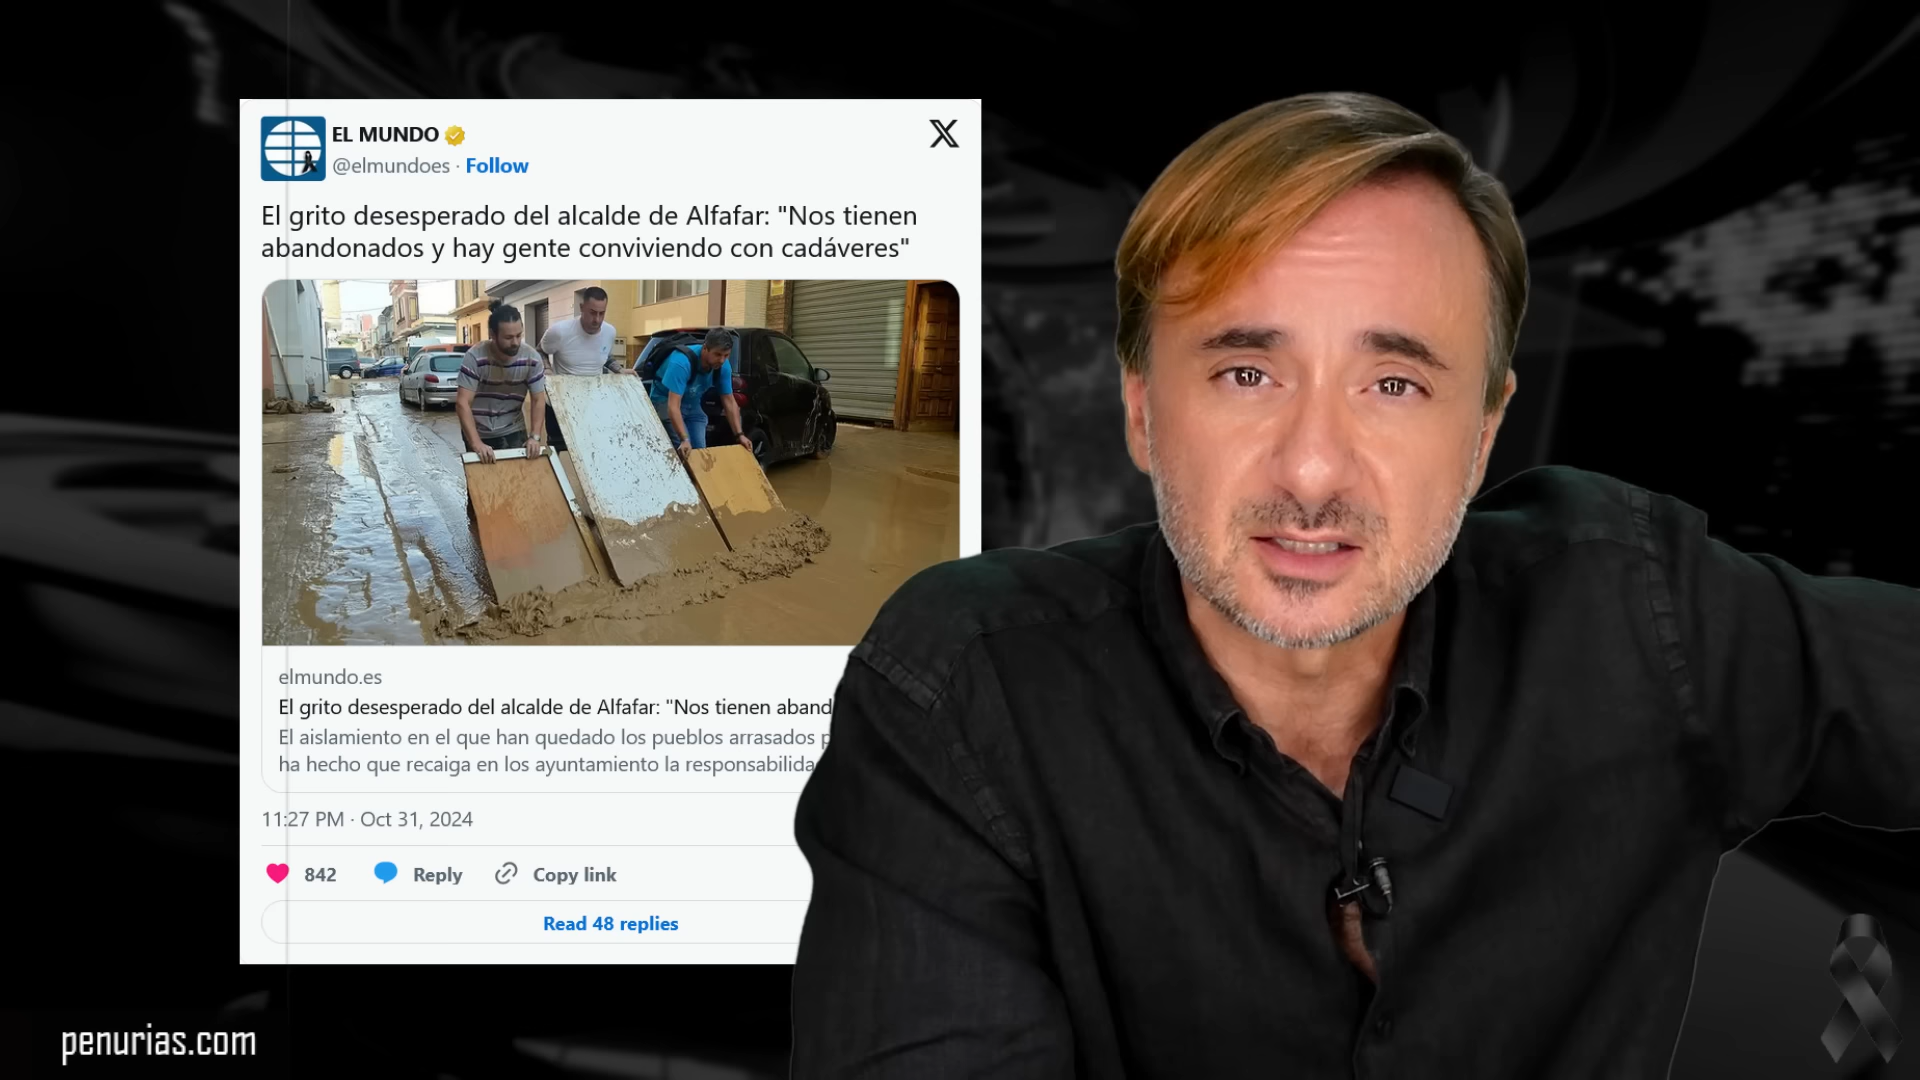 EL MUNDO
@elmundoes · Follow
El grito desesperado del alcalde de Alfafar: "Nos tienen
abandonados y hay gente conviviendo con cadáveres"
elmundo.es
El grito desesperado del alcalde de Alfafar: "Nos tienen aband
El aislamiento en el que han quedado los pueblos arrasados p
ha hecho que recaiga en los ayuntamiento la responsabilida
11:27 PM · Oct 31, 2024
842 Reply Copy link
Read 48 replies
penurias.com